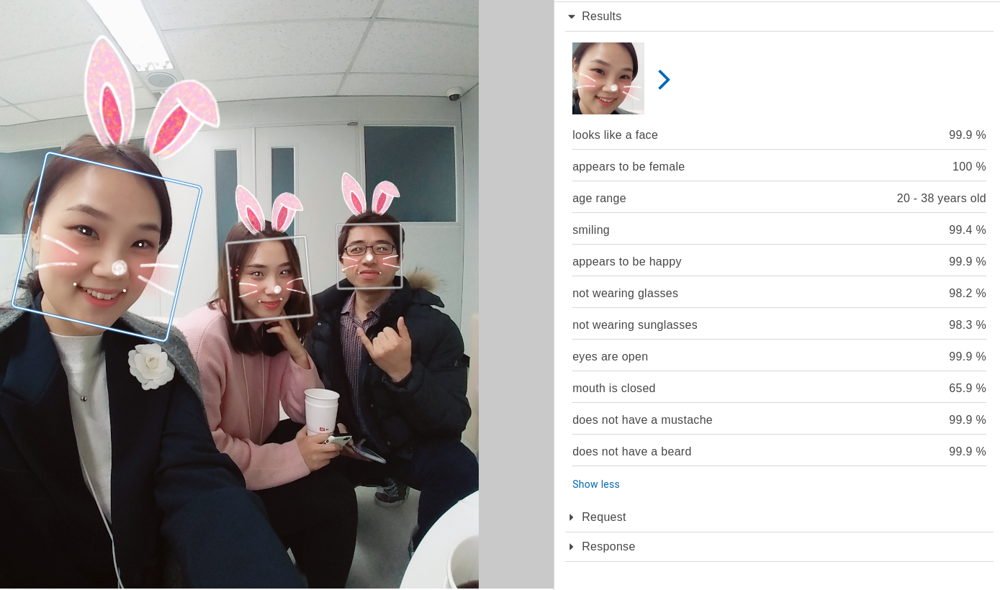 Results
looks like a face 99.9 %
appears to be female 100 %
age range 20 - 38 years old
smiling 99.4 %
appears to be happy 99.9 %
not wearing glasses 98.2 %
not wearing sunglasses 98.3 %
eyes are open 99.9 %
mouth is closed 65.9 %
does not have a mustache 99.9 %
does not have a beard 99.9 %
Show less
Request
Response